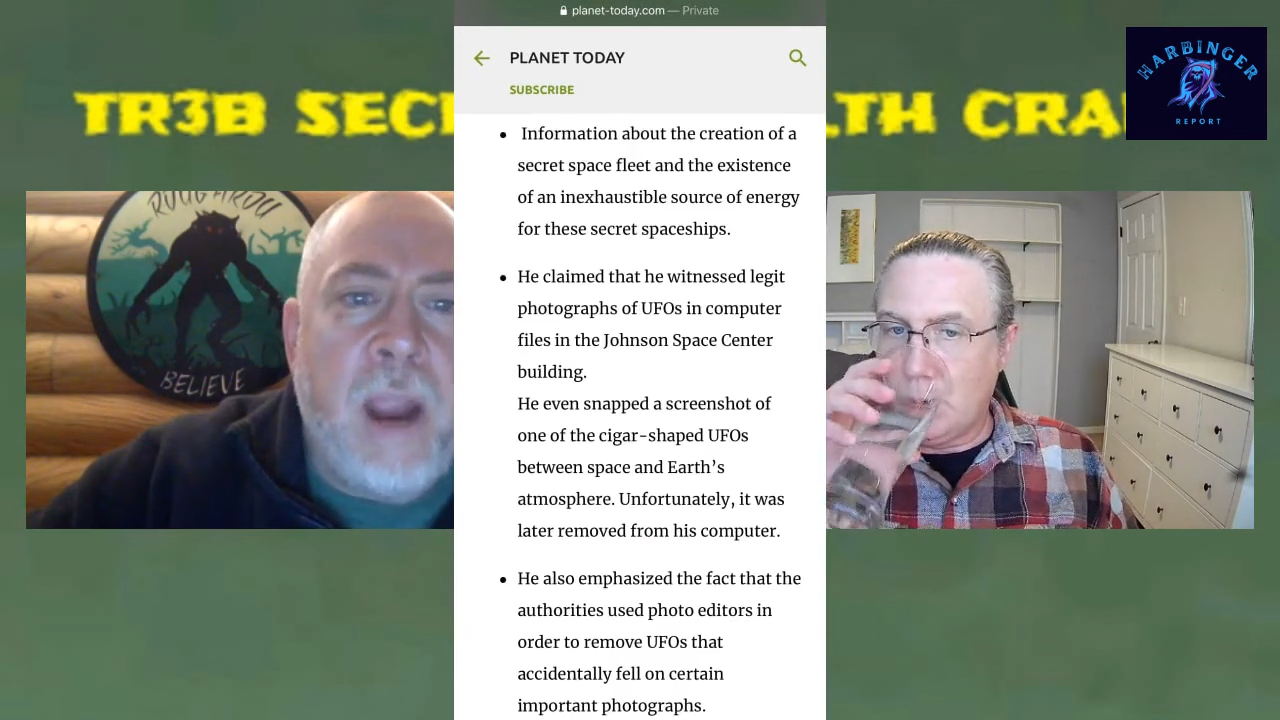 planet-today.com — Private
PLANET TODAY
SUBSCRIBE
TR3B SEC
LTH CRA
HARBINGER
REPORT
ROUGAROU
BELIEVE
• Information about the creation of a
secret space fleet and the existence
of an inexhaustible source of energy
for these secret spaceships.
• He claimed that he witnessed legit
photographs of UFOs in computer
files in the Johnson Space Center
building.
He even snapped a screenshot of
one of the cigar-shaped UFOs
between space and Earth’s
atmosphere. Unfortunately, it was
later removed from his computer.
• He also emphasized the fact that the
authorities used photo editors in
order to remove UFOs that
accidentally fell on certain
important photographs.